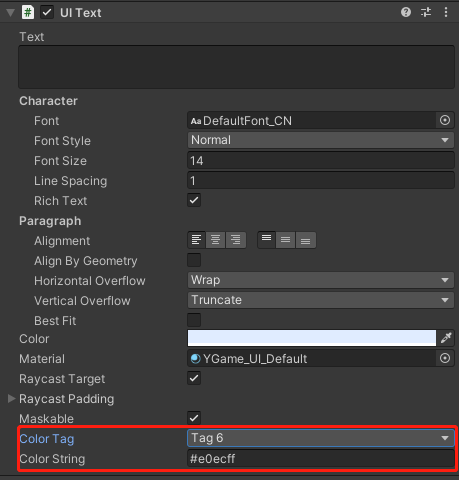 UI Text
Text
Character
Font Aa DefaultFont_CN
Font Style Normal
Font Size 14
Line Spacing 1
Rich Text
Paragraph
Alignment
Align By Geometry
Horizontal Overflow Wrap
Vertical Overflow Truncate
Best Fit
Color
Material YGame_UI_Default
Raycast Target
Raycast Padding
Maskable
Color Tag Tag 6
Color String #e0ecff